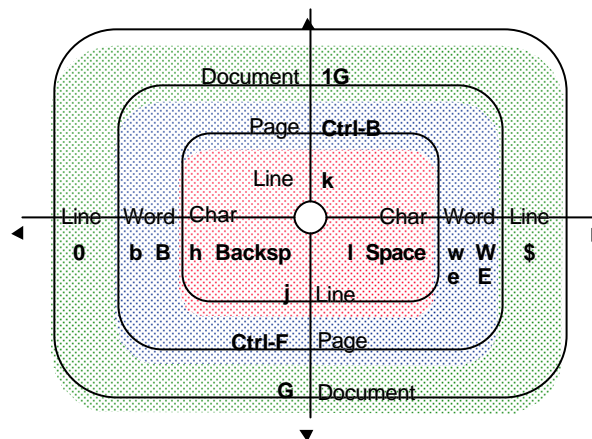 Document 1G
Page Ctrl-B
Line k
Line Word Char Char Word Line
0 b B h Backsp l Space w W $
e E
j Line
Ctrl-F Page
G Document